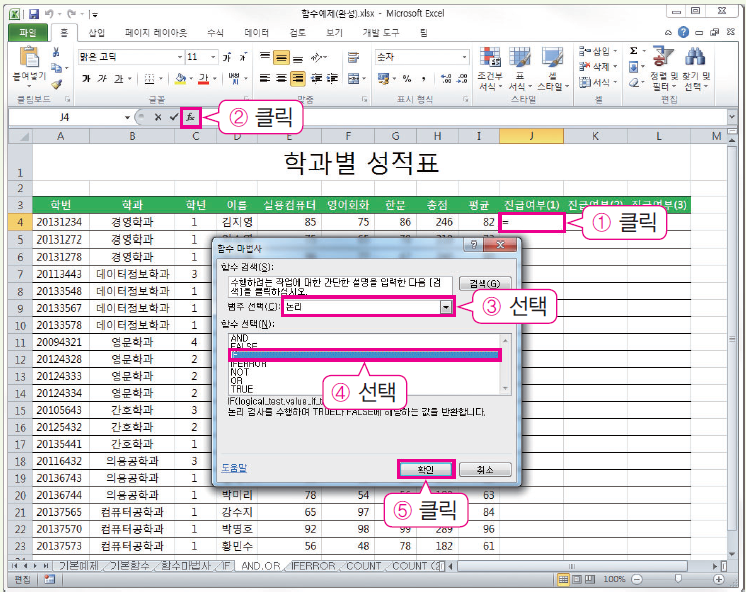 함수예제(완성).xlsx - Microsoft Excel
파일 홈 삽입 페이지 레이아웃 수식 데이터 검토 보기 개발 도구 팀
붙여넣기
맑은 고딕 11 가 가
가 가 가
숫자
조건부 서식 표 서식 셀 스타일
삽입 삭제 서식
정렬 및 필터 찾기 및 선택
클립보드 글꼴 맞춤 표시 형식 스타일 셀 편집
J4 fx
② 클릭
A B C D E F G H I J K L M
1 학과별 성적표
2
3 학번 학과 학년 이름 실용컴퓨터 영어회화 한문 총점 평균 진급여부(1) 진급여부(2) 진급여부(3)
4 20131234 경영학과 1 김지영 85 75 86 246 82 =
① 클릭
5 20131272 경영학과 1
6 20131278 경영학과 1
7 20113443 데이터정보학과 3
8 20133548 데이터정보학과 1
9 20133567 데이터정보학과 1
10 20133578 데이터정보학과 1
11 20094321 영문학과 4
12 20124328 영문학과 2
13 20124333 영문학과 2
14 20124334 영문학과 2
15 20105643 간호학과 3
16 20125432 간호학과 2
17 20135441 간호학과 1
18 20116432 의용공학과 3
19 20136743 의용공학과 1
20 20136744 의용공학과 1 박미리 78 54 63
21 20137565 컴퓨터공학과 1 강수지 65 97 84
22 20137570 컴퓨터공학과 1 박명호 92 98 99 289 96
23 20137573 컴퓨터공학과 1 황민수 56 48 78 182 61
함수 마법사
함수 검색(S):
수행하려는 작업에 대한 간단한 설명을 입력한 다음 [검색]를 클릭하십시오.
검색(G)
범주 선택(C): 논리
③ 선택
함수 선택(N):
AND
FALSE
IF
IFERROR
NOT
OR
TRUE
④ 선택
IF(logical_test,value_if_t
논리 검사를 수행하여 TRUE나 FALSE에 해당하는 값을 반환합니다.
도움말 확인 취소
⑤ 클릭
기본예제 기본함수 함수마법사 IF AND,OR IFERROR COUNT COUNT (2)
편집 100%